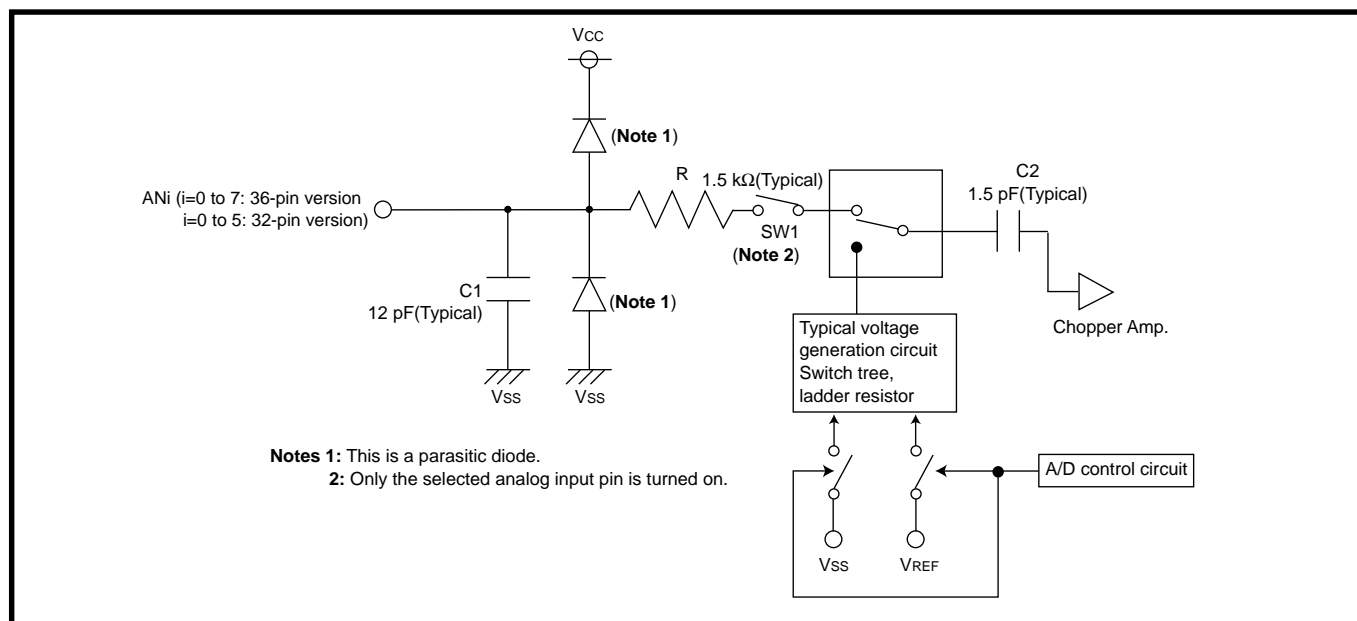 VCC
(Note 1)
R
1.5 kΩ(Typical)
C2
1.5 pF(Typical)
ANi (i=0 to 7: 36-pin version
i=0 to 5: 32-pin version)
SW1
(Note 2)
C1
12 pF(Typical)
(Note 1)
Chopper Amp.
Typical voltage
generation circuit
Switch tree,
ladder resistor
VSS
VSS
Notes 1: This is a parasitic diode.
2: Only the selected analog input pin is turned on.
A/D control circuit
VSS
VREF